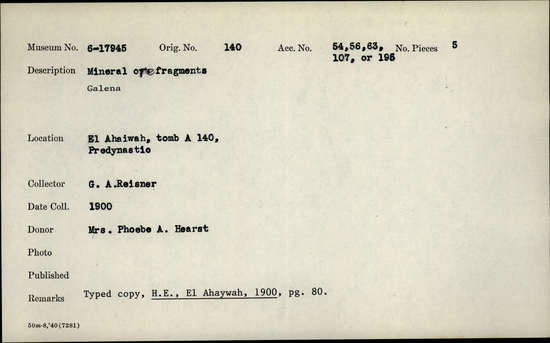 Museum No. 6-17945 Orig. No. 140 Acc. No. 54,56,63, No. Pieces 5
107, or 195
Description Mineral ore fragments
Galena
Location El Ahaiwah, tomb A 140,
Predynastic
Collector G. A.Reisner
Date Coll. 1900
Donor Mrs. Phoebe A. Hearst
Photo
Published
Remarks Typed copy, H.E., El Ahaywah, 1900, pg. 80.
50m-8,'40(7281)